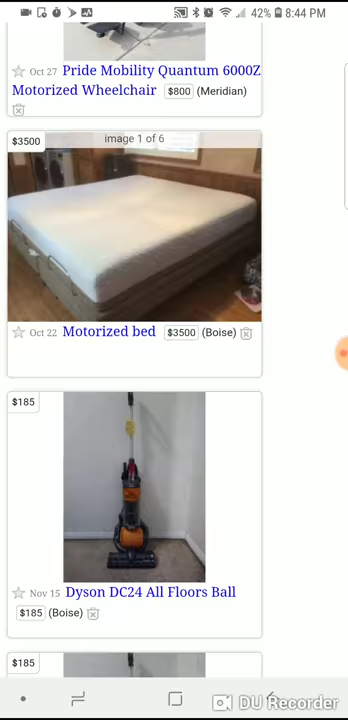 42% 8:44 PM
Oct 27 Pride Mobility Quantum 6000Z
Motorized Wheelchair $800 (Meridian)
$3500
image 1 of 6
Oct 22 Motorized bed $3500 (Boise)
$185
Nov 15 Dyson DC24 All Floors Ball
$185 (Boise)
$185
DU Recorder